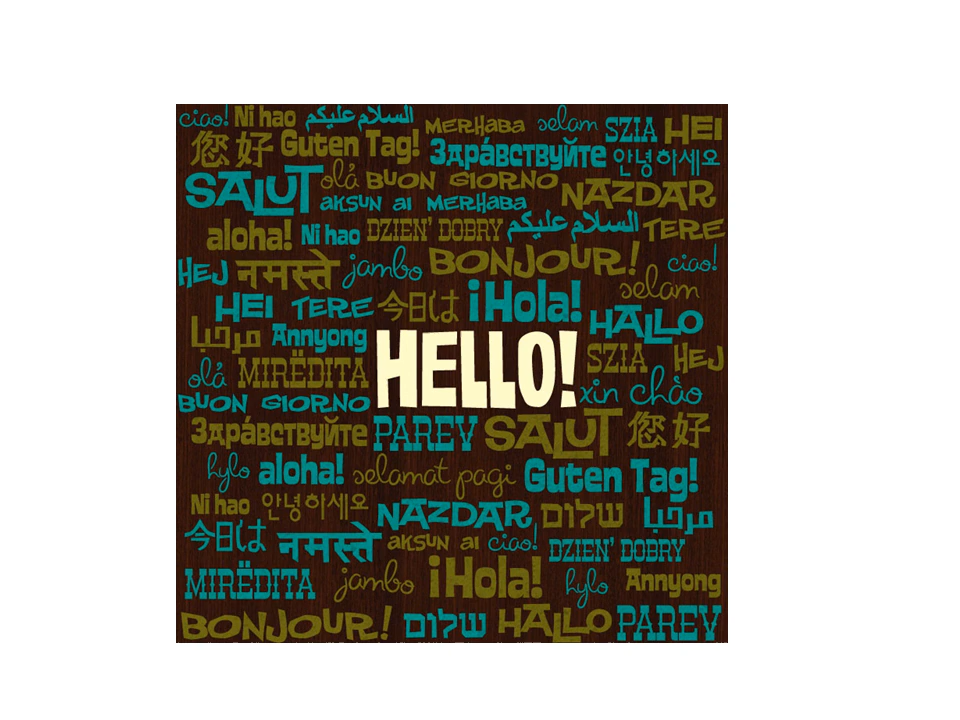 ciao! Ni hao السلام عليكم MERHABA selam SZIA HEI
您好 Guten Tag! Здрáвствуйте 안녕하세요
SALUT olá BUON GIORNO NAZDAR
aksun ai MERHABA
aloha! Ni hao DZIEN' DOBRY السلام عليكم TERE
HEJ नमस्ते jambo BONJOUR! ciao!
selam
HEI TERE 今日は ¡Hola! HALLO
مرحبا Annyong HELLO! SZIA HEJ
olá MIRËDITA xin chào
BUON GIORNO
Здрáвствуйте PAREV SALUT 您好
hylo aloha! selamat pagi Guten Tag!
Ni hao 안녕하세요 NAZDAR שלום مرحبا
今日は नमस्ते aksun ai ciao! DZIEN' DOBRY
MIRËDITA jambo ¡Hola! hylo Annyong
BONJOUR! שלום HALLO PAREV